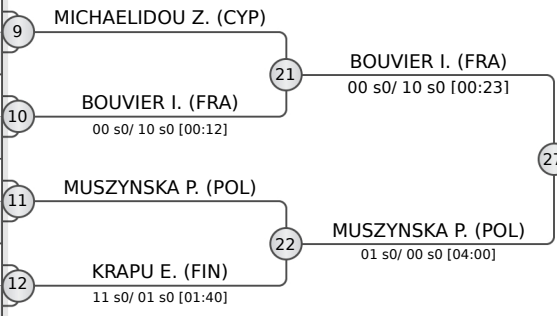 MICHAELIDOU Z. (CYP)
9
21
BOUVIER I. (FRA)
00 s0/ 10 s0 [00:23]
BOUVIER I. (FRA)
10
00 s0/ 10 s0 [00:12]
27
MUSZYNSKA P. (POL)
11
22
MUSZYNSKA P. (POL)
01 s0/ 00 s0 [04:00]
KRAPU E. (FIN)
12
11 s0/ 01 s0 [01:40]